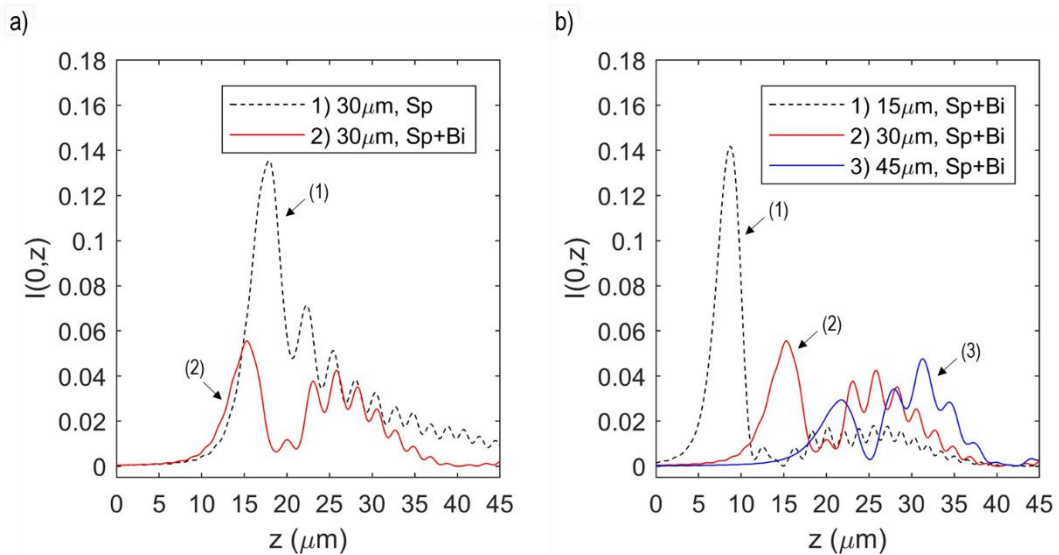 a)
0.18
0.16
0.14
0.12
0.1
0.08
0.06
0.04
0.02
0
I(0,z)
1) 30μm, Sp
2) 30μm, Sp+Bi
(1)
(2)
0 5 10 15 20 25 30 35 40 45
z (μm)
b)
0.18
0.16
0.14
0.12
0.1
0.08
0.06
0.04
0.02
0
I(0,z)
1) 15μm, Sp+Bi
2) 30μm, Sp+Bi
3) 45μm, Sp+Bi
(1)
(2)
(3)
0 5 10 15 20 25 30 35 40 45
z (μm)